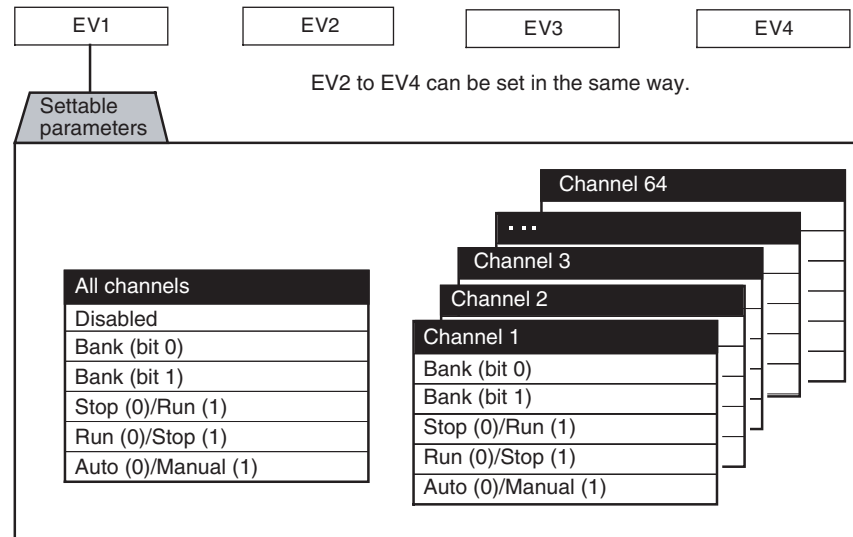 EV1
EV2
EV3
EV4
EV2 to EV4 can be set in the same way.
Settable
parameters
All channels
Disabled
Bank (bit 0)
Bank (bit 1)
Stop (0)/Run (1)
Run (0)/Stop (1)
Auto (0)/Manual (1)
Channel 64
...
Channel 3
Channel 2
Channel 1
Bank (bit 0)
Bank (bit 1)
Stop (0)/Run (1)
Run (0)/Stop (1)
Auto (0)/Manual (1)